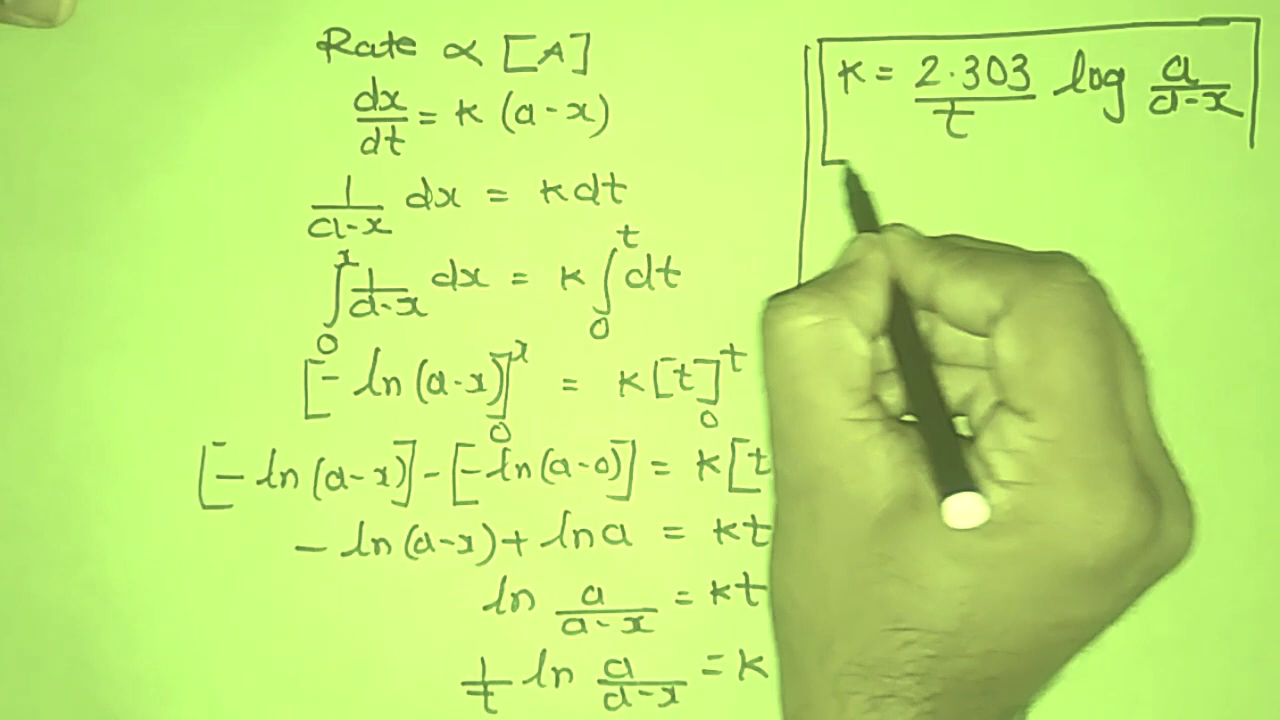 Rate ∝ [A]
dx/dt = k (a-x)
1/(a-x) dx = kdt
∫₀ˣ 1/(a-x) dx = k ∫₀ᵗ dt
[- ln (a-x)]₀ˣ = k[t]₀ᵗ
[- ln (a-x)] - [- ln (a-0)] = k[t
- ln (a-x) + ln a = kt
ln a/(a-x) = kt
1/t ln a/(a-x) = k
k = 2.303/t log a/(a-x)